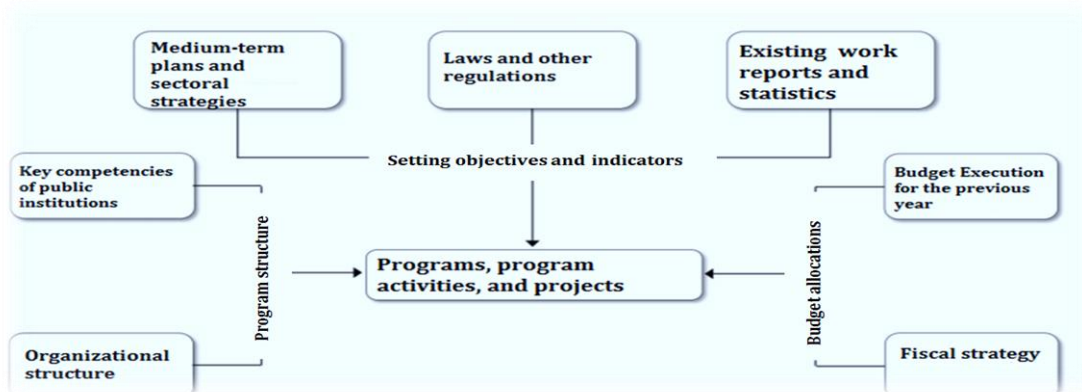 Medium-term
plans and
sectoral
strategies
Laws and other
regulations
Existing work
reports and
statistics
Setting objectives and indicators
Key competencies
of public
institutions
Budget Execution
for the previous
year
Program structure
Programs, program
activities, and projects
Budget allocations
Organizational
structure
Fiscal strategy